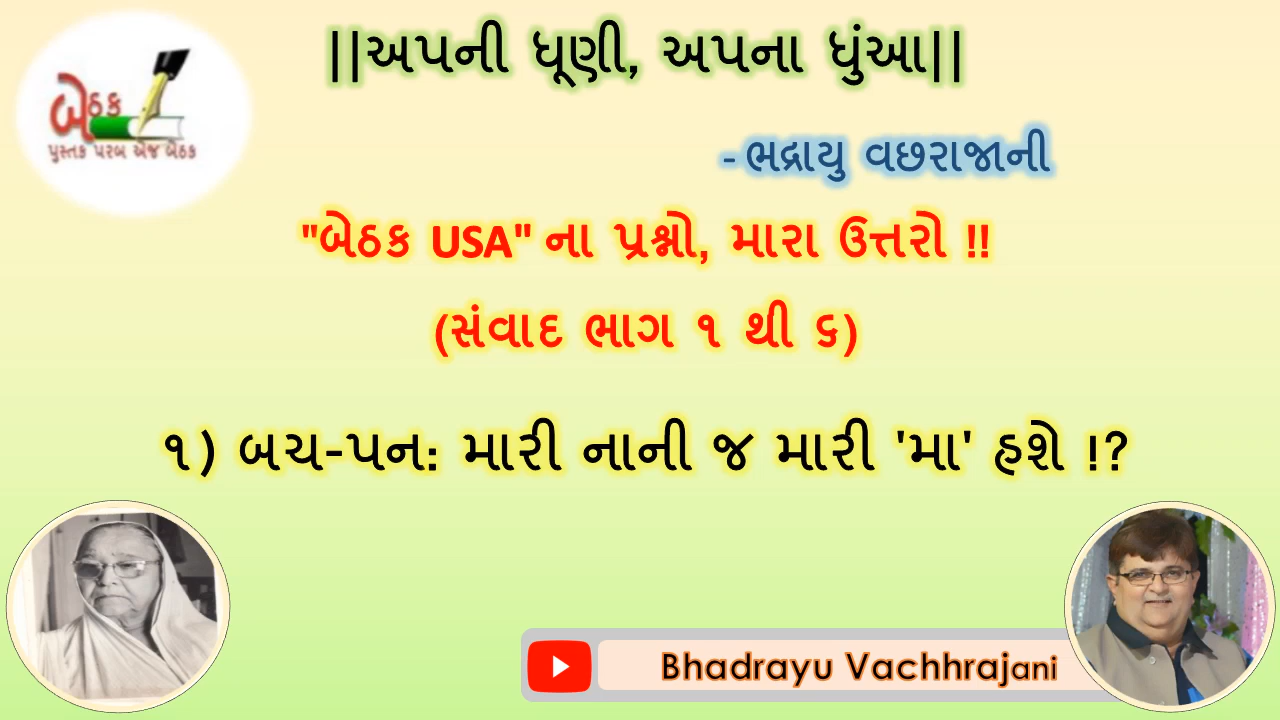 ||અપની ધૂણી, અપના ધુંઆ||
બેઠક
પુસ્તક પરબ એજ બેઠક
- ભદ્રાયુ વછરાજાની
"બેઠક USA" ના પ્રશ્નો, મારા ઉત્તરો !!
(સંવાદ ભાગ ૧ થી ૬)
૧) બચ-પન: મારી નાની જ મારી 'મા' હશે !?
Bhadrayu Vachhrajani